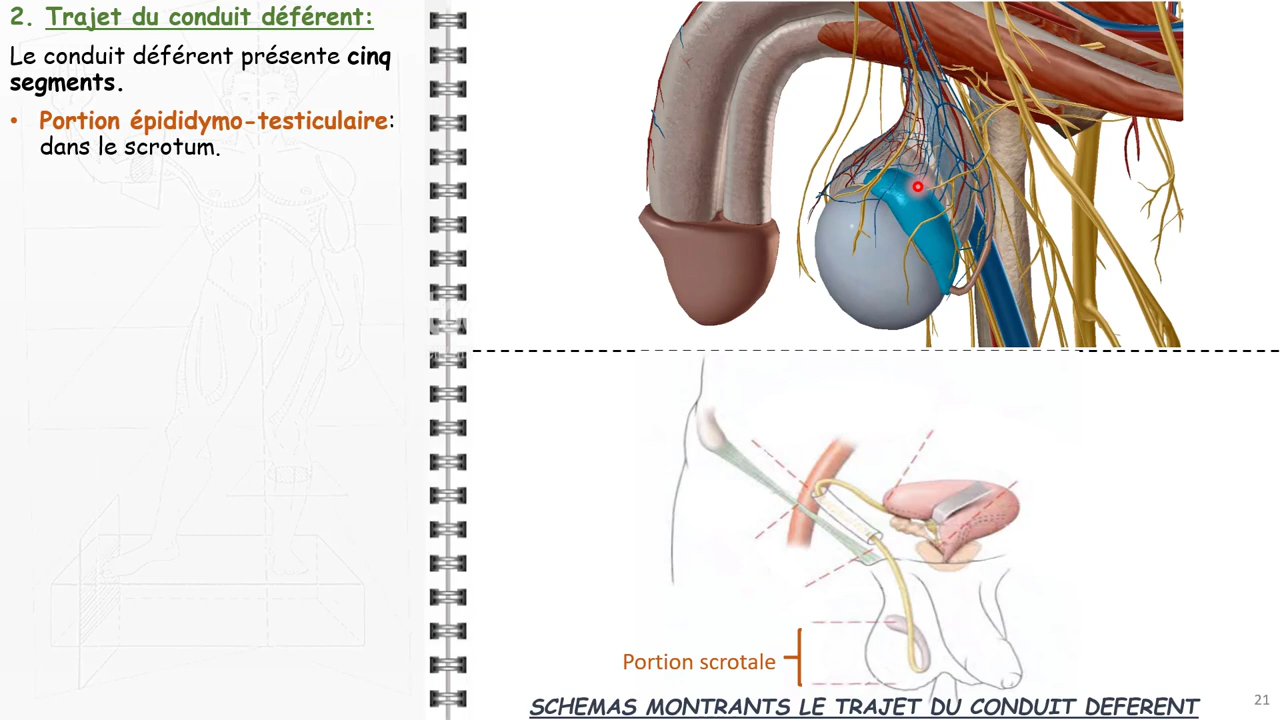 2. Trajet du conduit déférent:
Le conduit déférent présente cinq
segments.
• Portion épididymo-testiculaire:
dans le scrotum.
Portion scrotale
SCHEMAS MONTRANTS LE TRAJET DU CONDUIT DEFERENT
21